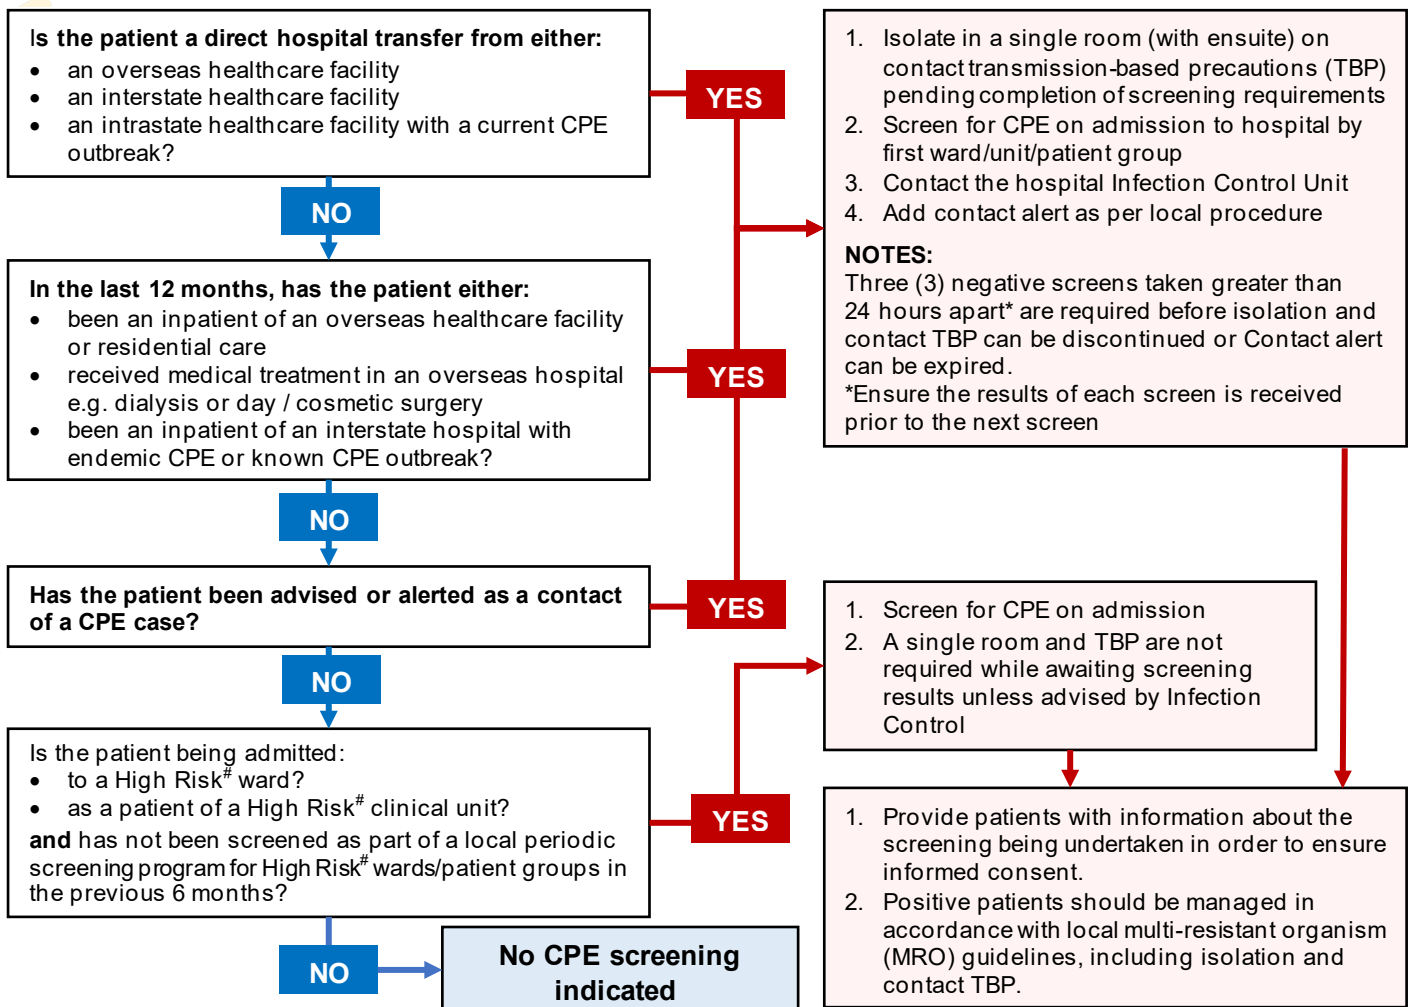 Is the patient a direct hospital transfer from either:
• an overseas healthcare facility
• an interstate healthcare facility
• an intrastate healthcare facility with a current CPE
outbreak?
YES
NO
1. Isolate in a single room (with ensuite) on
contact transmission-based precautions (TBP)
pending completion of screening requirements
2. Screen for CPE on admission to hospital by
first ward/unit/patient group
3. Contact the hospital Infection Control Unit
4. Add contact alert as per local procedure
NOTES:
Three (3) negative screens taken greater than
24 hours apart* are required before isolation and
contact TBP can be discontinued or Contact alert
can be expired.
*Ensure the results of each screen is received
prior to the next screen
In the last 12 months, has the patient either:
• been an inpatient of an overseas healthcare facility
or residential care
• received medical treatment in an overseas hospital
e.g. dialysis or day / cosmetic surgery
• been an inpatient of an interstate hospital with
endemic CPE or known CPE outbreak?
YES
NO
Has the patient been advised or alerted as a contact
of a CPE case?
YES
NO
Is the patient being admitted:
• to a High Risk# ward?
• as a patient of a High Risk# clinical unit?
and has not been screened as part of a local periodic
screening program for High Risk# wards/patient groups in
the previous 6 months?
YES
1. Screen for CPE on admission
2. A single room and TBP are not
required while awaiting screening
results unless advised by Infection
Control
NO
No CPE screening
indicated
1. Provide patients with information about the
screening being undertaken in order to ensure
informed consent.
2. Positive patients should be managed in
accordance with local multi-resistant organism
(MRO) guidelines, including isolation and
contact TBP.